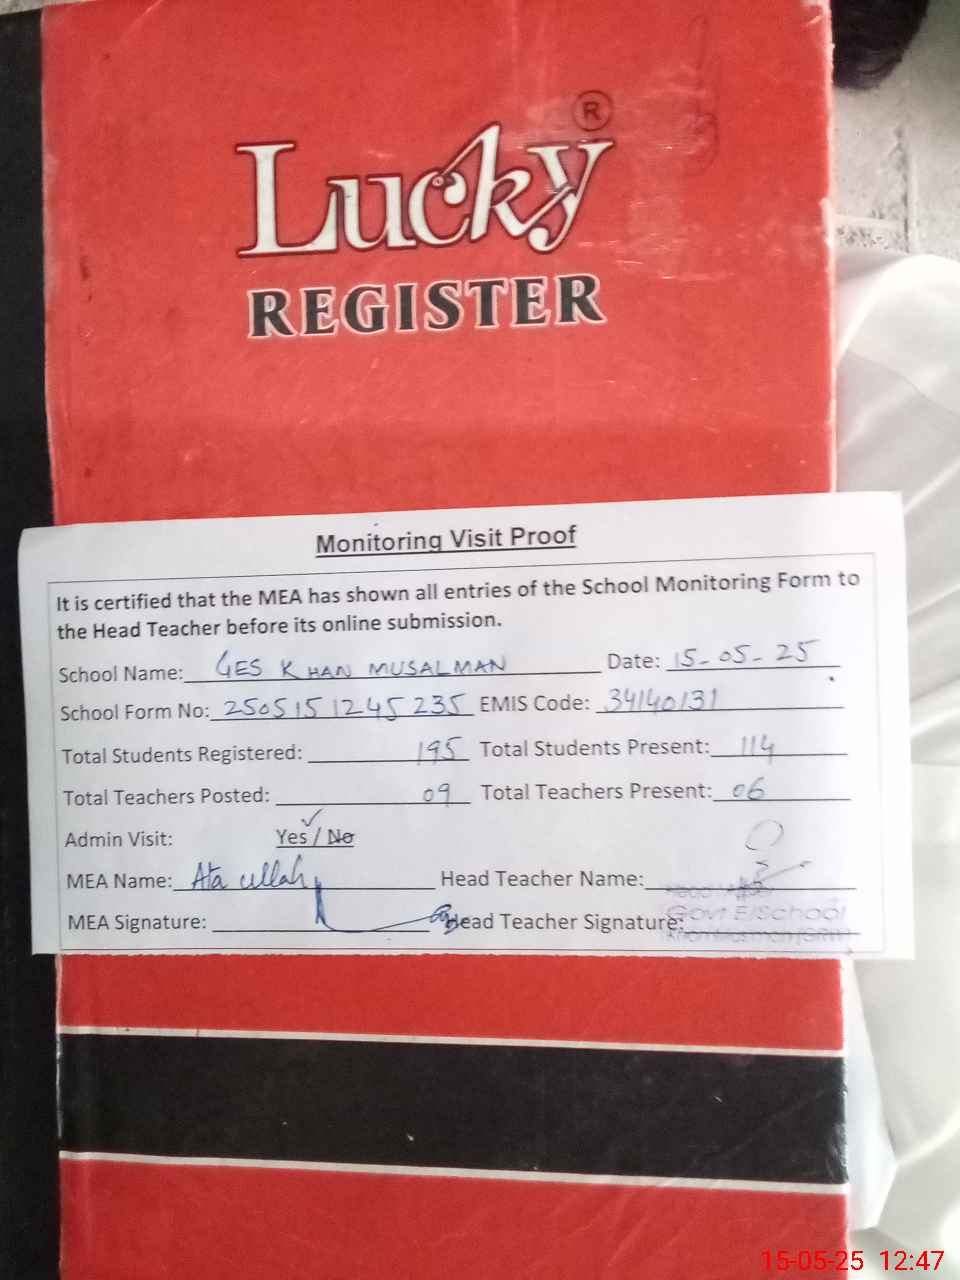 Lucky ®
REGISTER
Monitoring Visit Proof
It is certified that the MEA has shown all entries of the School Monitoring Form to
the Head Teacher before its online submission.
School Name: GES KHAN MUSALMAN Date: 15-05-25
School Form No: 250515 1245 235 EMIS Code: 34140131
Total Students Registered: 195 Total Students Present: 114
Total Teachers Posted: 09 Total Teachers Present: 06
Admin Visit: Yes / No
MEA Name: Ata ullah Head Teacher Name:
MEA Signature: Head Teacher Signature:
Govt E/School
15-05-25 12:47